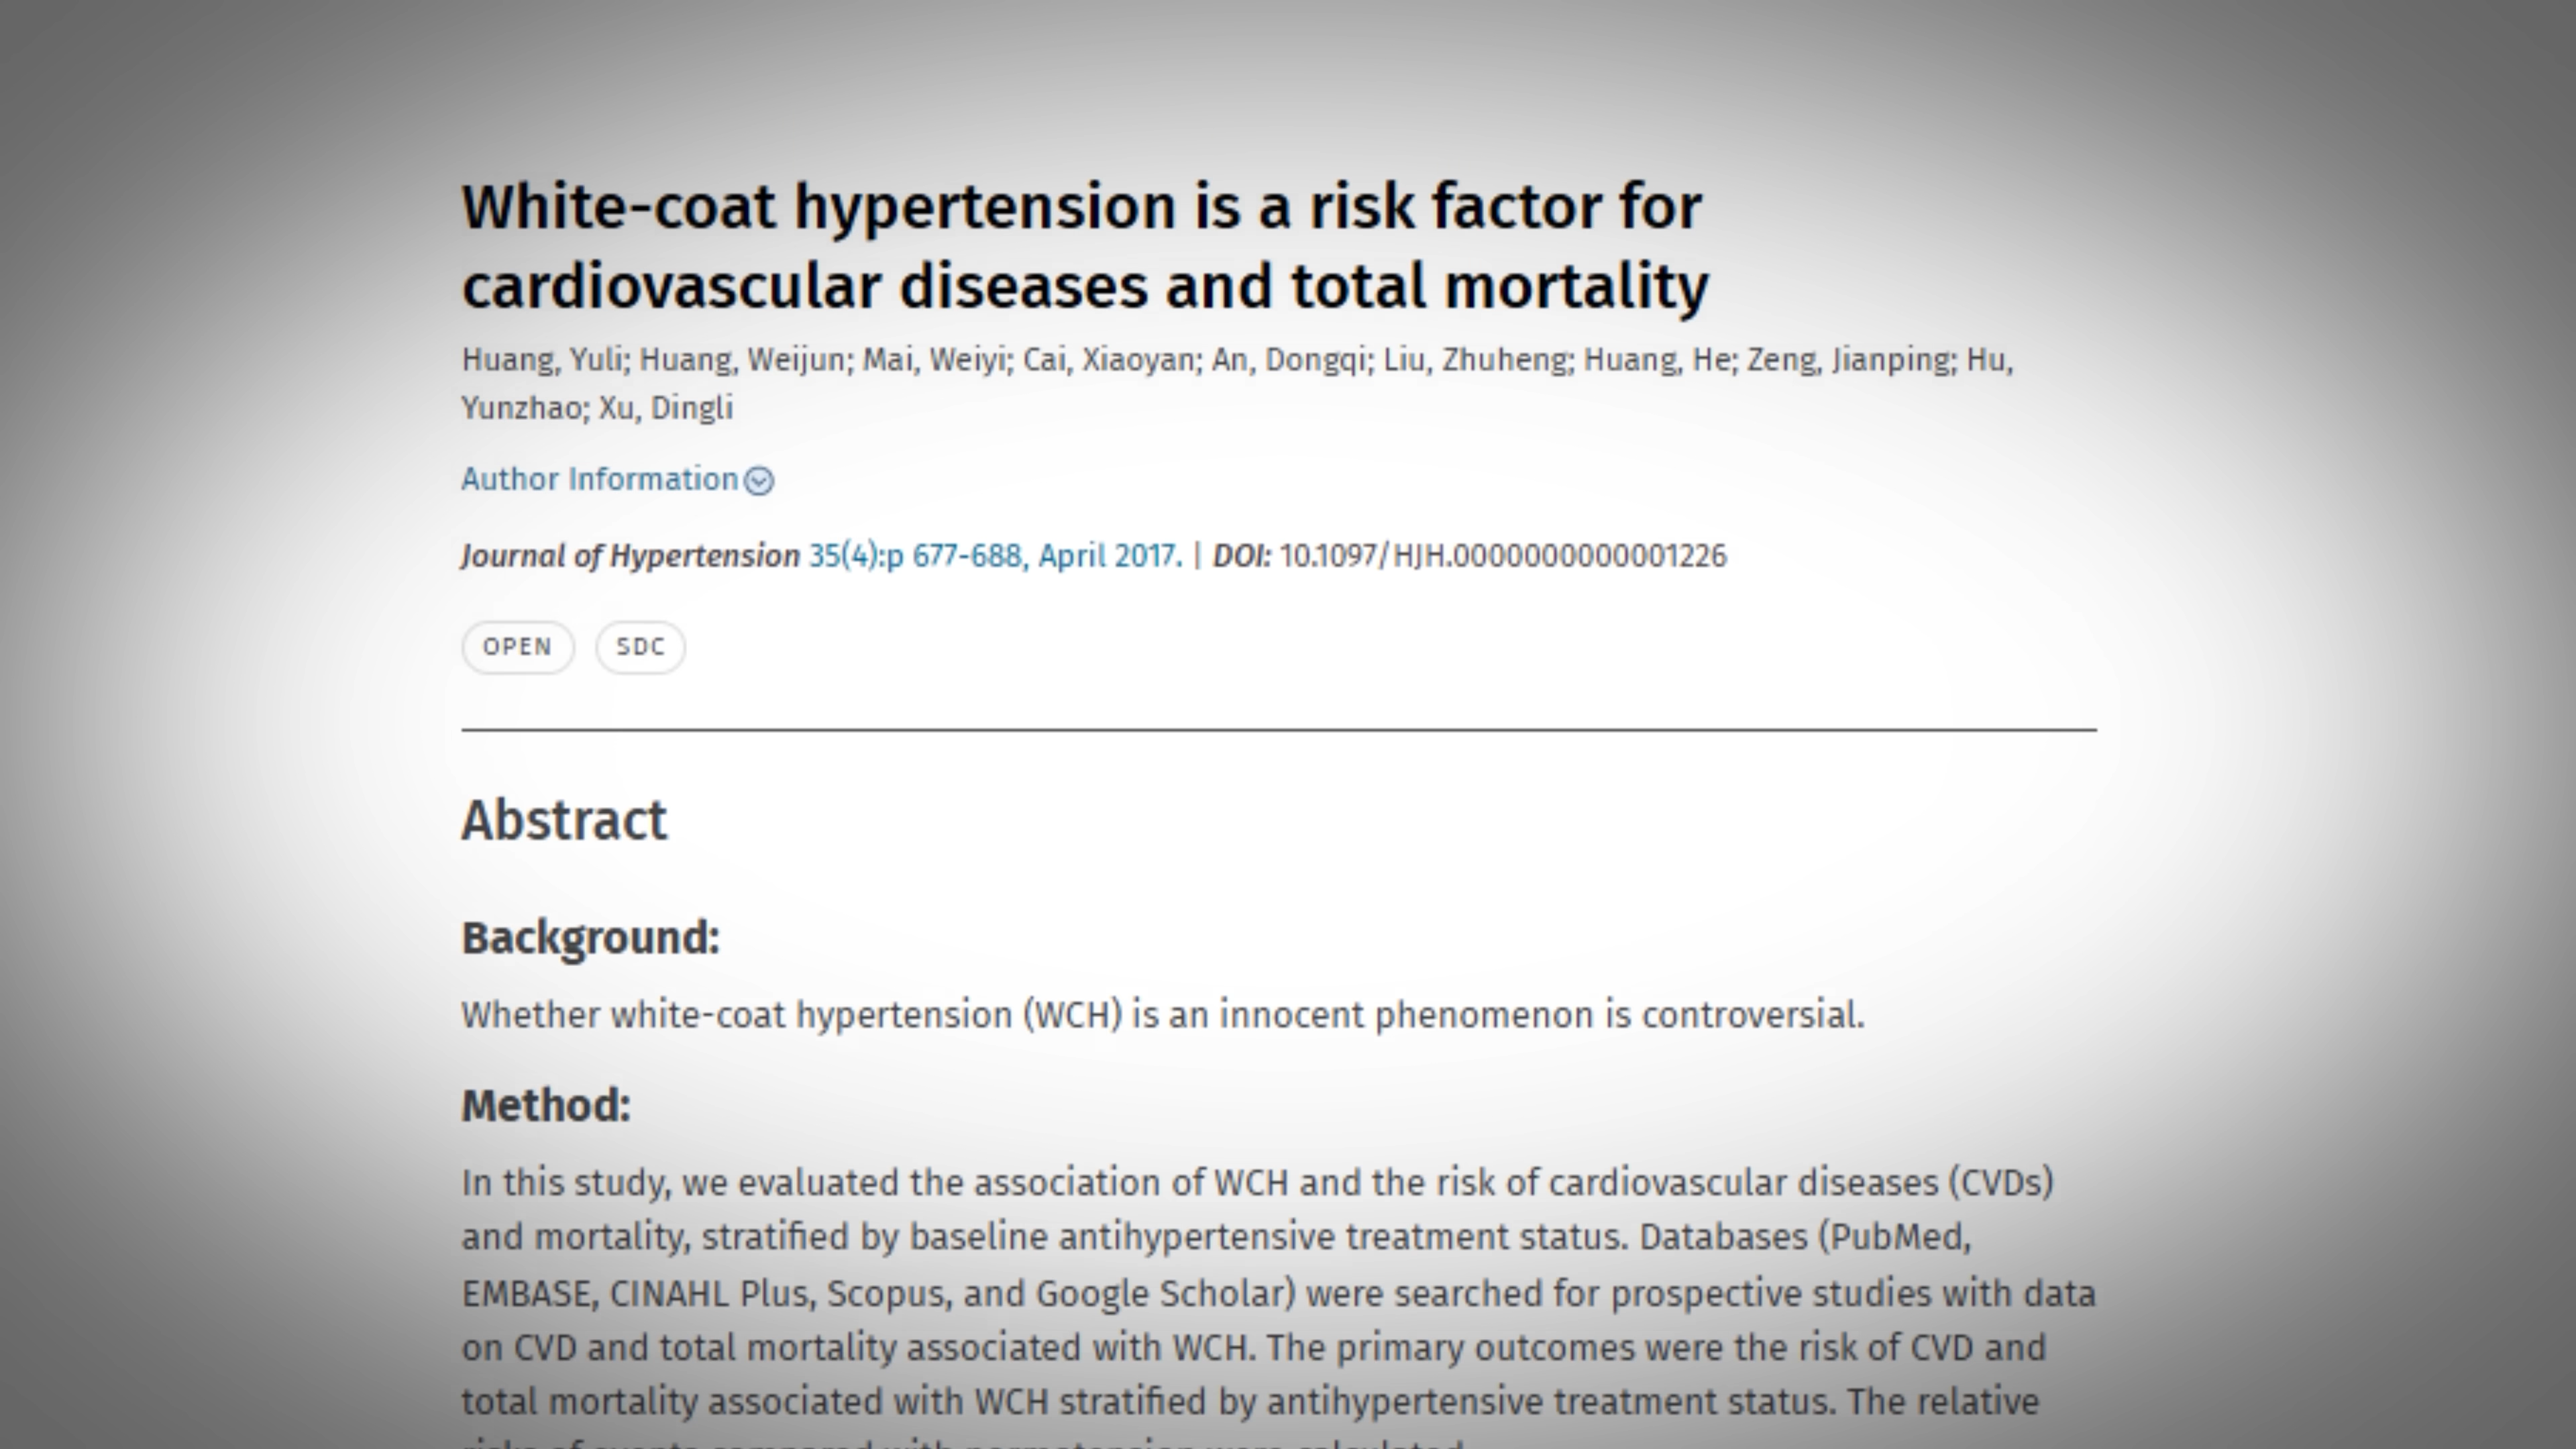 White-coat hypertension is a risk factor for
cardiovascular diseases and total mortality
Huang, Yuli; Huang, Weijun; Mai, Weiyi; Cai, Xiaoyan; An, Dongqi; Liu, Zhuheng; Huang, He; Zeng, Jianping; Hu,
Yunzhao; Xu, Dingli
Author Information
Journal of Hypertension 35(4):p 677-688, April 2017. | DOI: 10.1097/HJH.0000000000001226
OPEN SDC
Abstract
Background:
Whether white-coat hypertension (WCH) is an innocent phenomenon is controversial.
Method:
In this study, we evaluated the association of WCH and the risk of cardiovascular diseases (CVDs)
and mortality, stratified by baseline antihypertensive treatment status. Databases (PubMed,
EMBASE, CINAHL Plus, Scopus, and Google Scholar) were searched for prospective studies with data
on CVD and total mortality associated with WCH. The primary outcomes were the risk of CVD and
total mortality associated with WCH stratified by antihypertensive treatment status. The relative